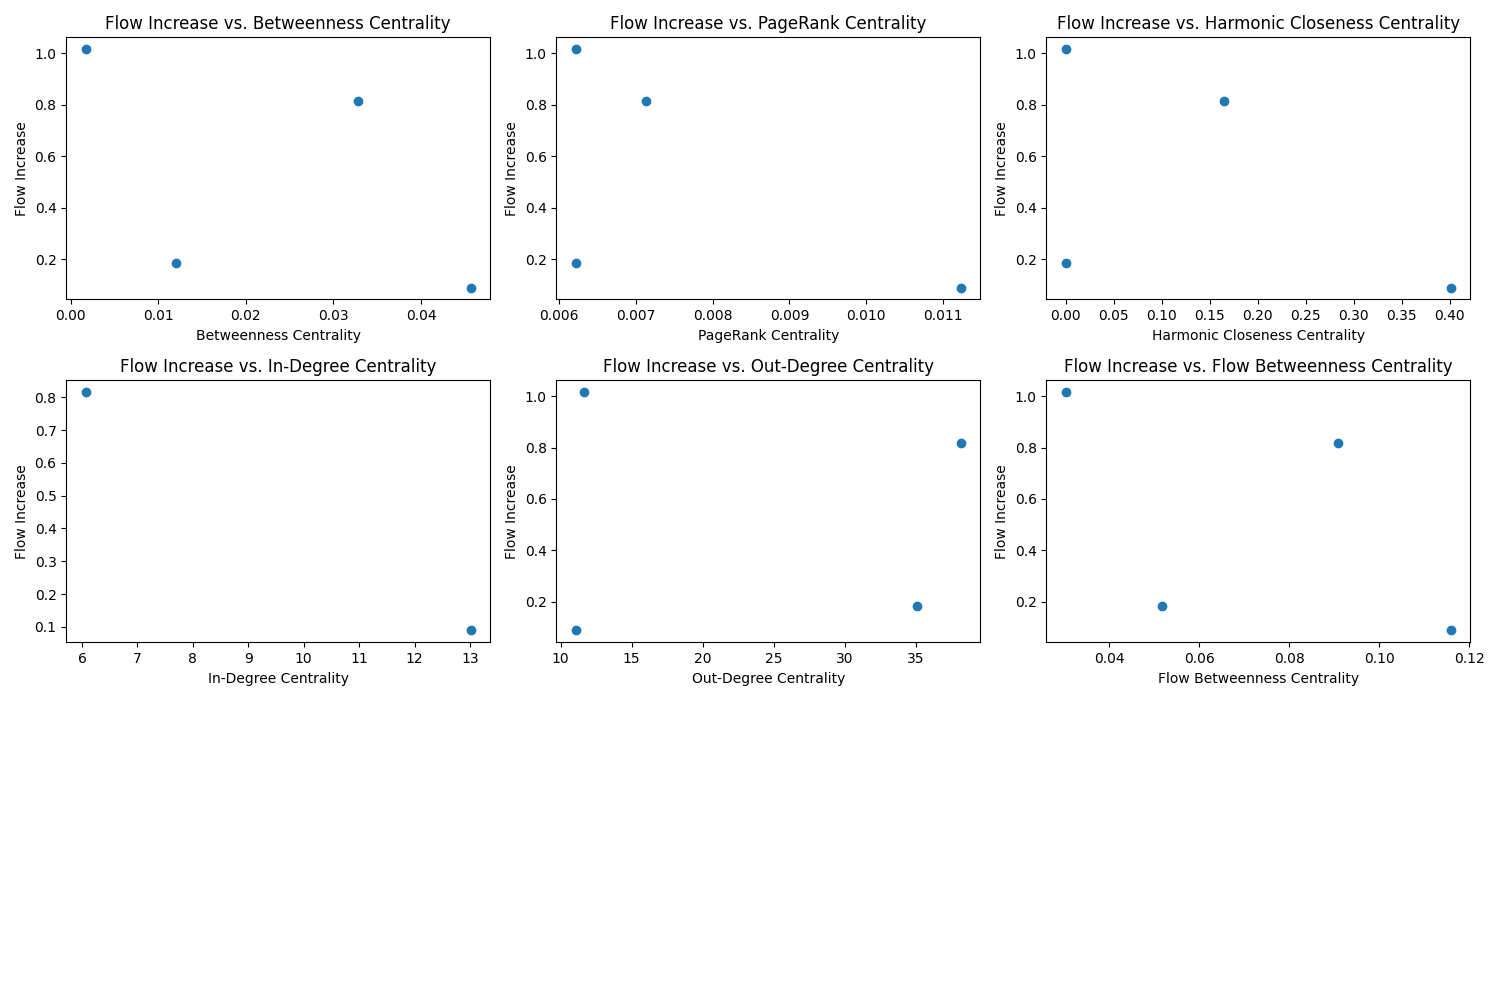 Flow Increase vs. Betweenness Centrality
1.0
0.8
0.6
0.4
0.2
Flow Increase
0.00 0.01 0.02 0.03 0.04
Betweenness Centrality
Flow Increase vs. PageRank Centrality
1.0
0.8
0.6
0.4
0.2
Flow Increase
0.006 0.007 0.008 0.009 0.010 0.011
PageRank Centrality
Flow Increase vs. Harmonic Closeness Centrality
1.0
0.8
0.6
0.4
0.2
Flow Increase
0.00 0.05 0.10 0.15 0.20 0.25 0.30 0.35 0.40
Harmonic Closeness Centrality
Flow Increase vs. In-Degree Centrality
0.8
0.7
0.6
0.5
0.4
0.3
0.2
0.1
Flow Increase
6 7 8 9 10 11 12 13
In-Degree Centrality
Flow Increase vs. Out-Degree Centrality
1.0
0.8
0.6
0.4
0.2
Flow Increase
10 15 20 25 30 35
Out-Degree Centrality
Flow Increase vs. Flow Betweenness Centrality
1.0
0.8
0.6
0.4
0.2
Flow Increase
0.04 0.06 0.08 0.10 0.12
Flow Betweenness Centrality